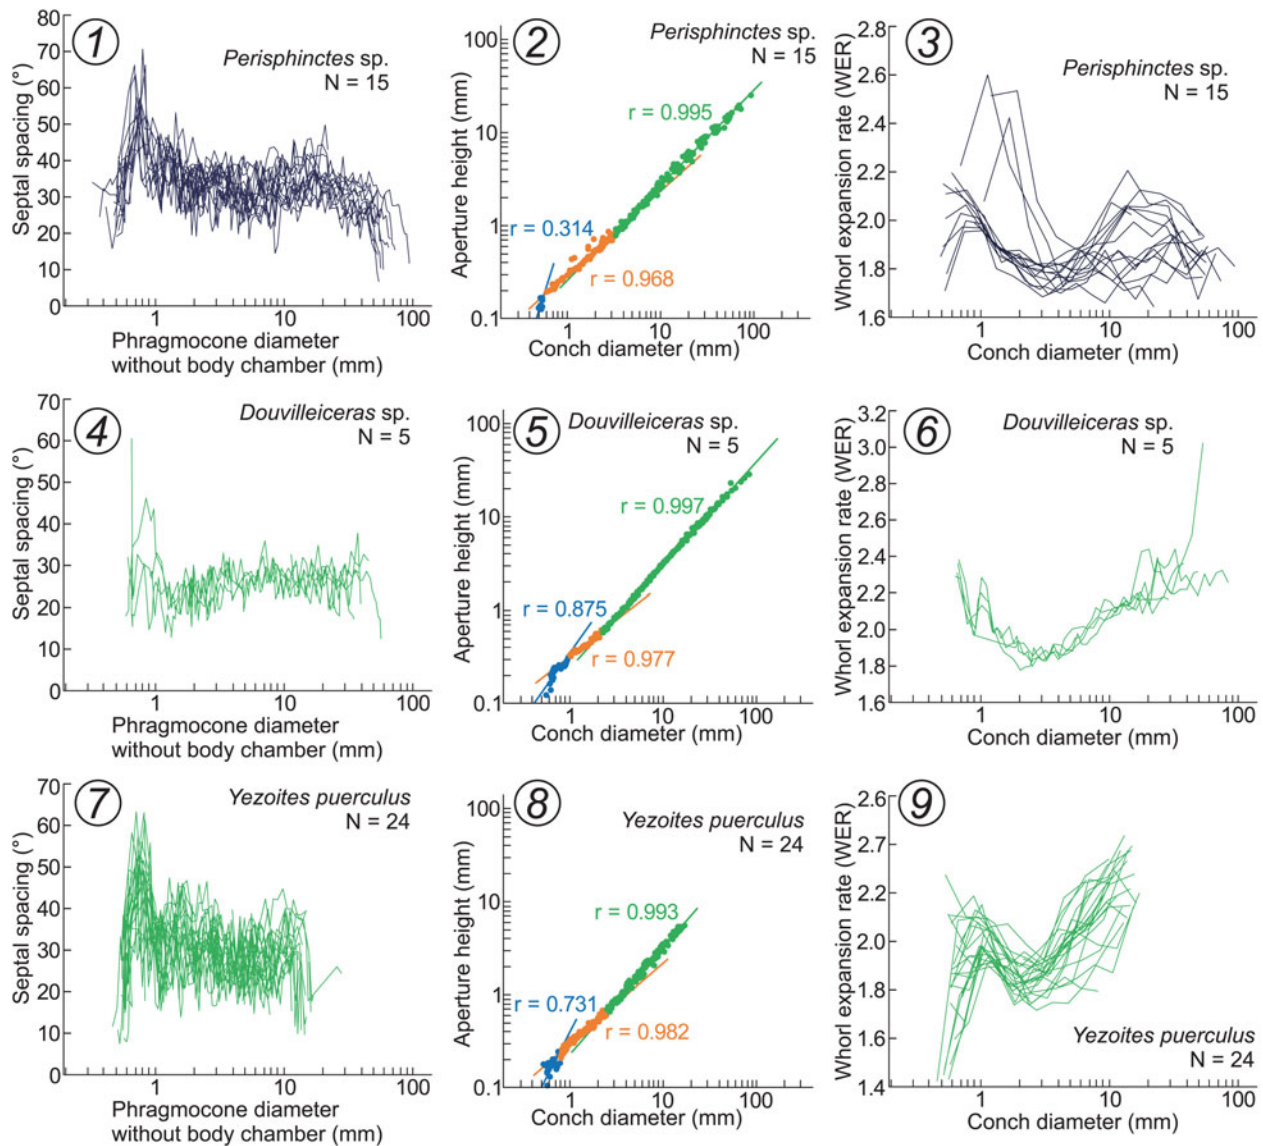 1
Perisphinctes sp.
N = 15
Septal spacing (°)
80
70
60
50
40
30
20
10
0
1
10
100
Phragmocone diameter
without body chamber (mm)
2
Perisphinctes sp.
N = 15
Aperture height (mm)
100
10
1
0.1
r = 0.995
r = 0.314
r = 0.968
1
10
100
Conch diameter (mm)
3
Perisphinctes sp.
N = 15
Whorl expansion rate (WER)
2.8
2.6
2.4
2.2
2.0
1.8
1.6
1
10
100
Conch diameter (mm)
4
Douvilleiceras sp.
N = 5
Septal spacing (°)
70
60
50
40
30
20
10
0
1
10
100
Phragmocone diameter
without body chamber (mm)
5
Douvilleiceras sp.
N = 5
Aperture height (mm)
100
10
1
0.1
r = 0.997
r = 0.875
r = 0.977
1
10
100
Conch diameter (mm)
6
Douvilleiceras sp.
N = 5
Whorl expansion rate (WER)
3.2
3.0
2.8
2.6
2.4
2.2
2.0
1.8
1.6
1
10
100
Conch diameter (mm)
7
Yezoites puerculus
N = 24
Septal spacing (°)
70
60
50
40
30
20
10
0
1
10
100
Phragmocone diameter
without body chamber (mm)
8
Yezoites puerculus
N = 24
Aperture height (mm)
100
10
1
0.1
r = 0.993
r = 0.731
r = 0.982
1
10
100
Conch diameter (mm)
9
Yezoites puerculus
N = 24
Whorl expansion rate (WER)
2.6
2.7
2.2
2.0
1.8
1.6
1.4
1
10
100
Conch diameter (mm)